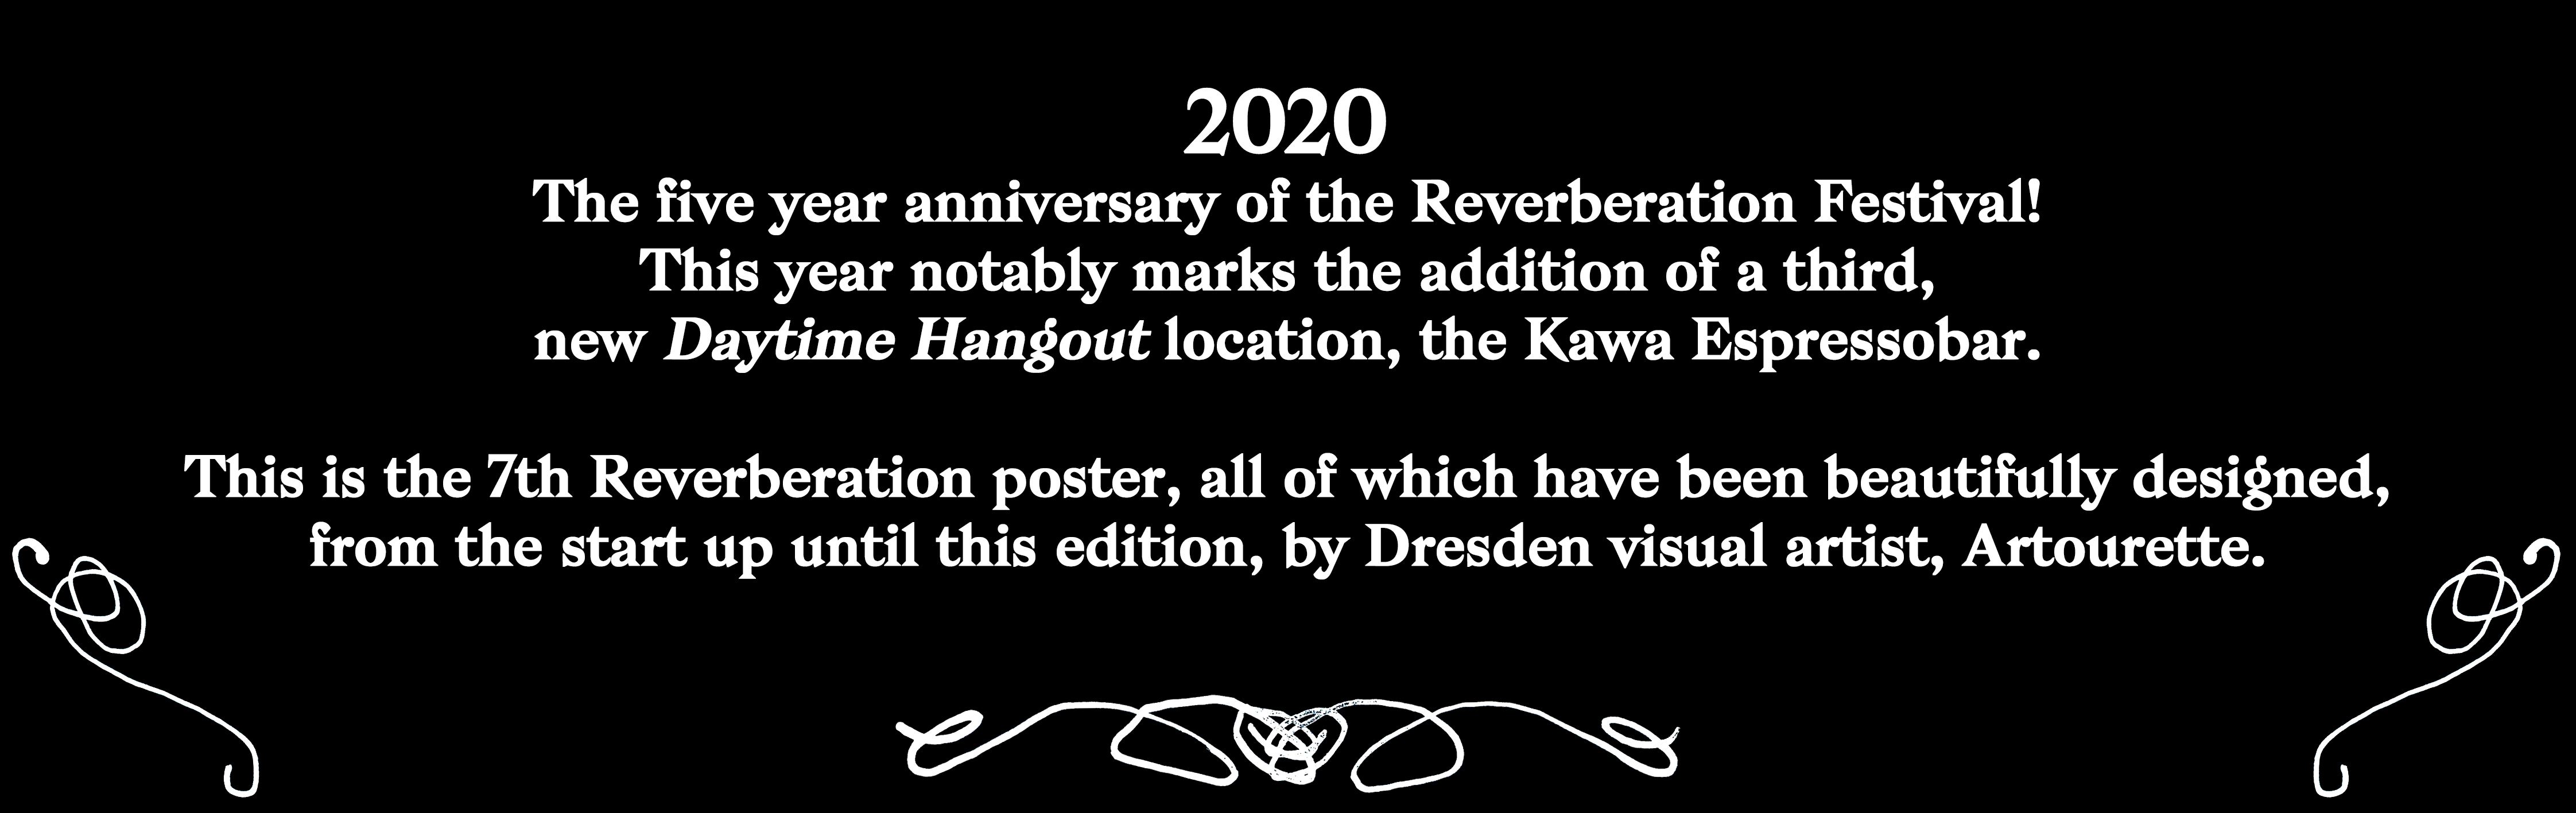 2020
The five year anniversary of the Reverberation Festival!
This year notably marks the addition of a third,
new Daytime Hangout location, the Kawa Espressobar.
This is the 7th Reverberation poster, all of which have been beautifully designed,
from the start up until this edition, by Dresden visual artist, Artourette.